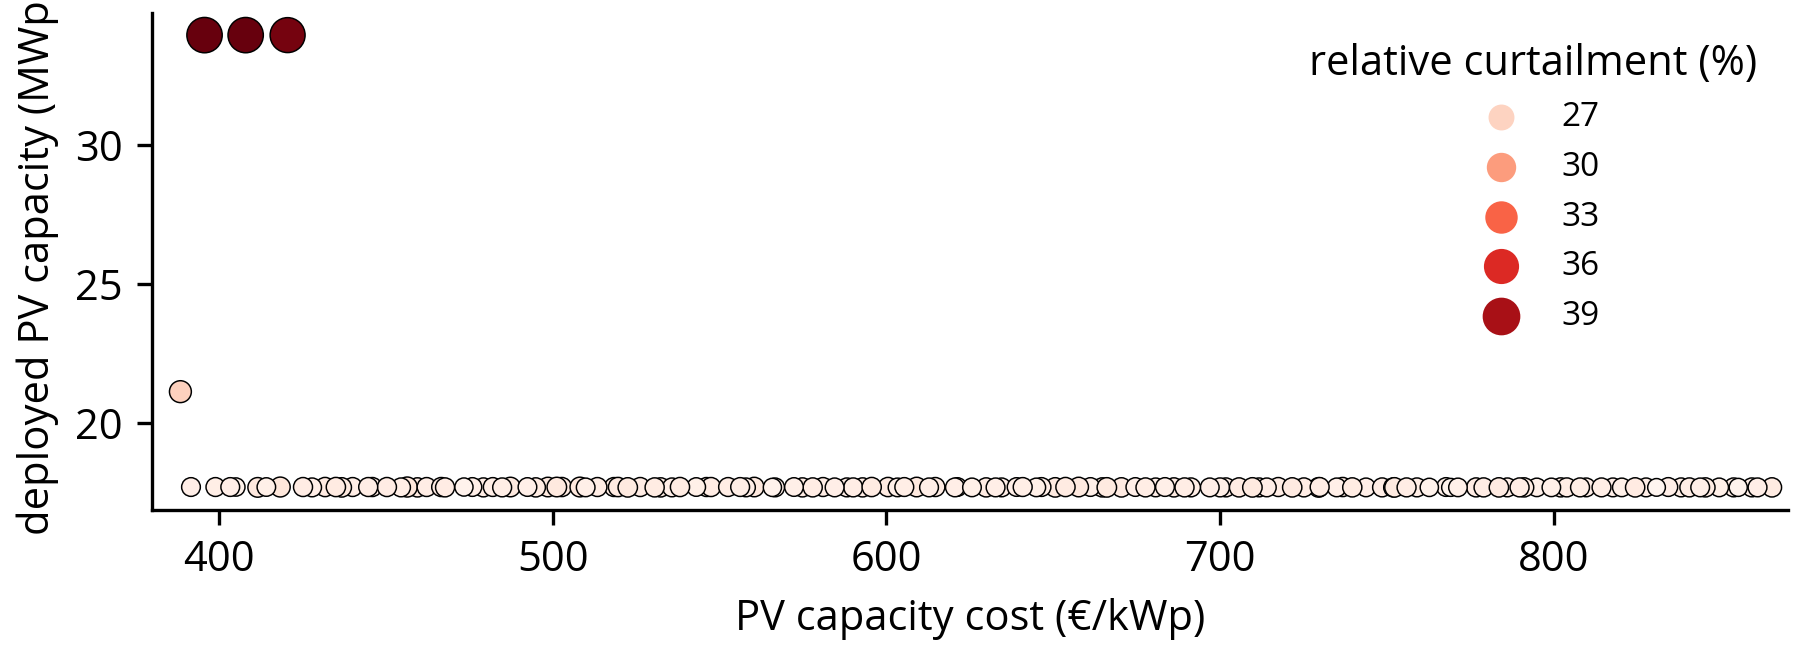 deployed PV capacity (MWp
30
25
20
relative curtailment (%)
27
30
33
36
39
400 500 600 700 800
PV capacity cost (€/kWp)